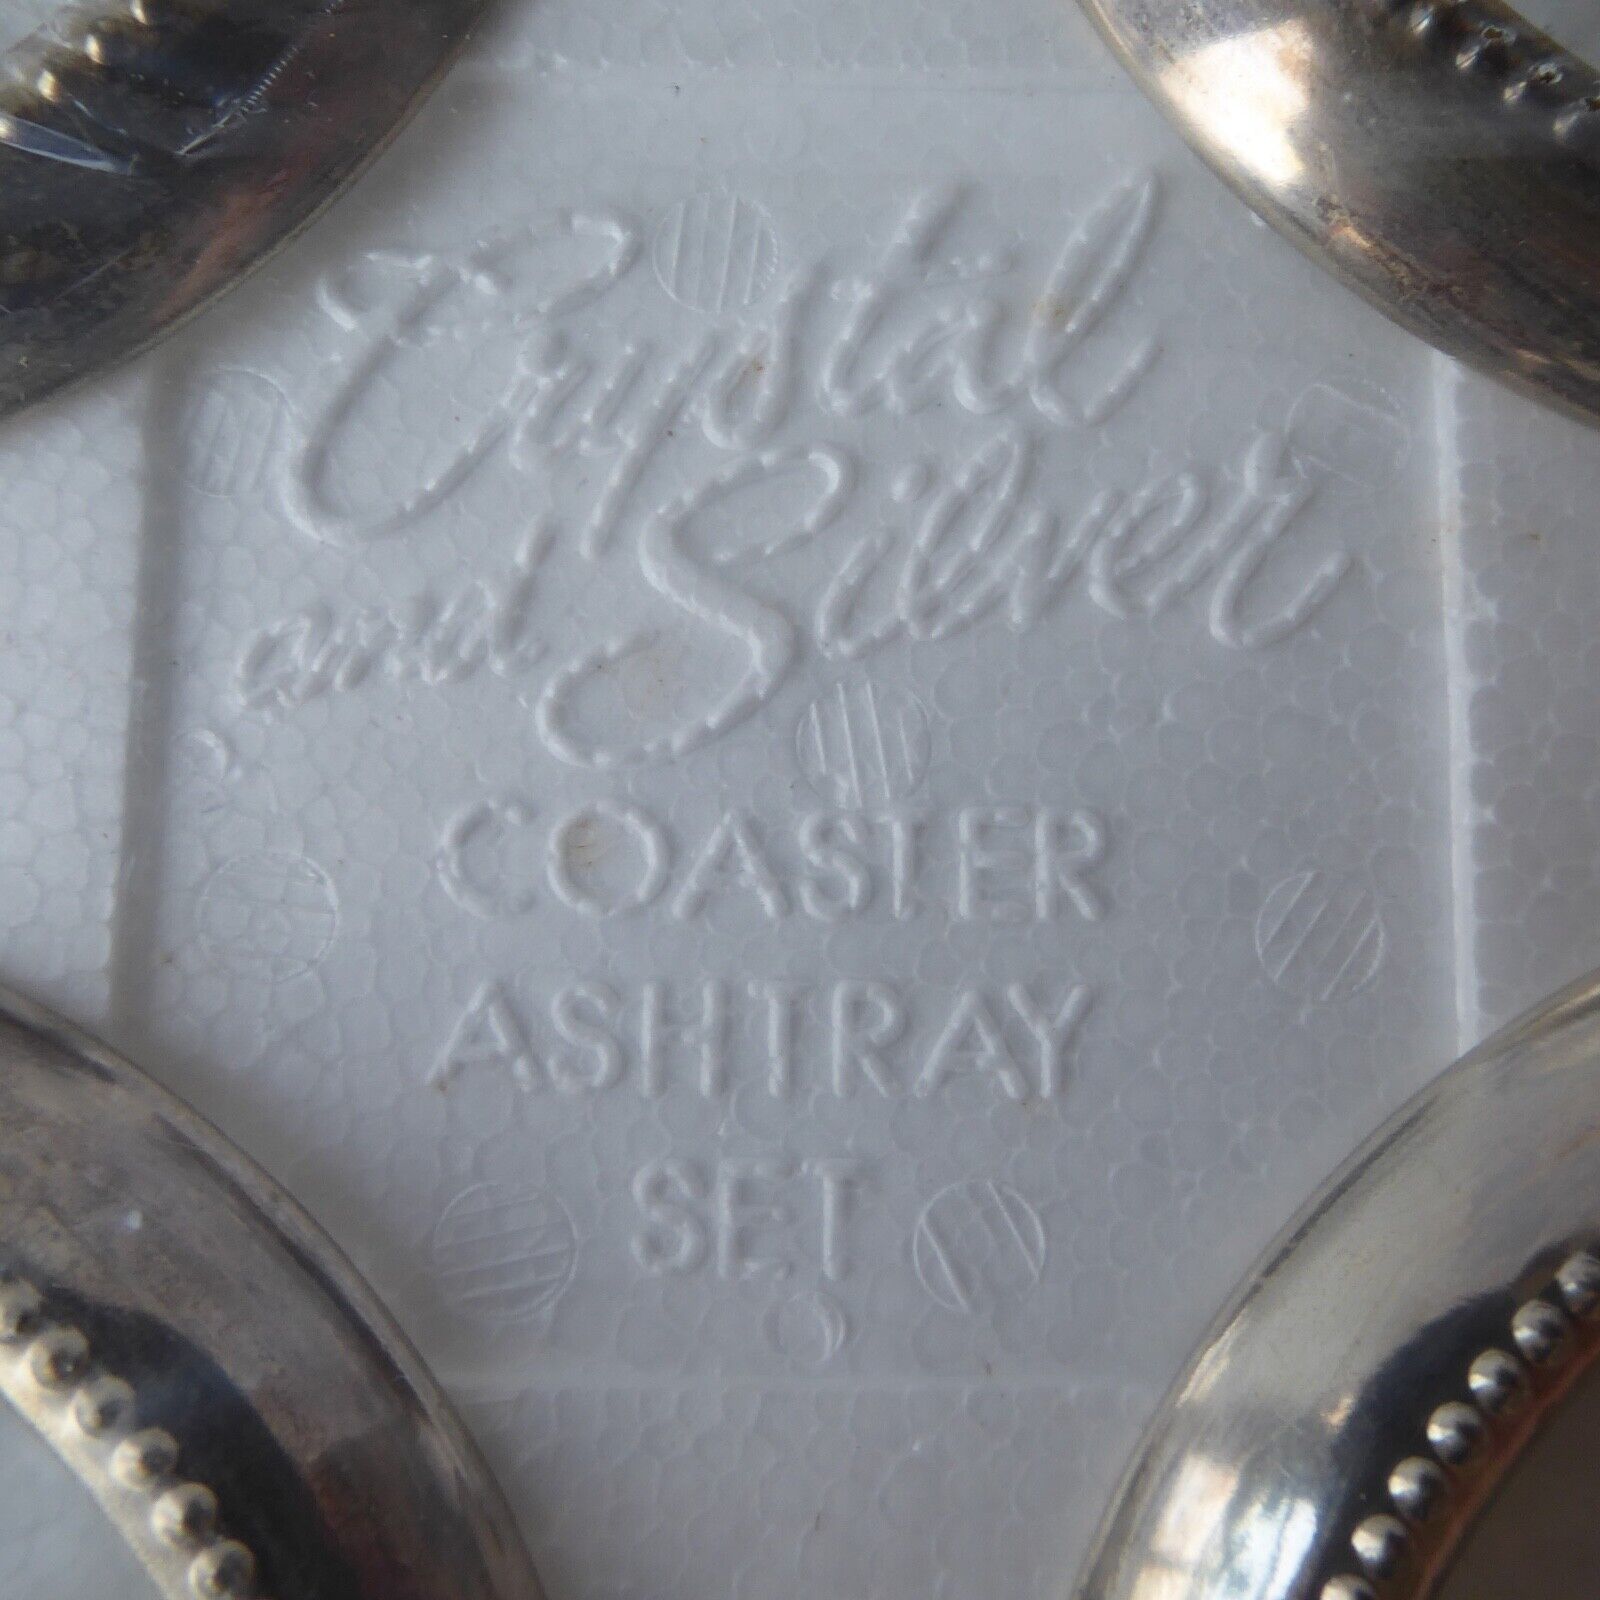 Crystal
and Silver
COASTER
ASHTRAY
SET